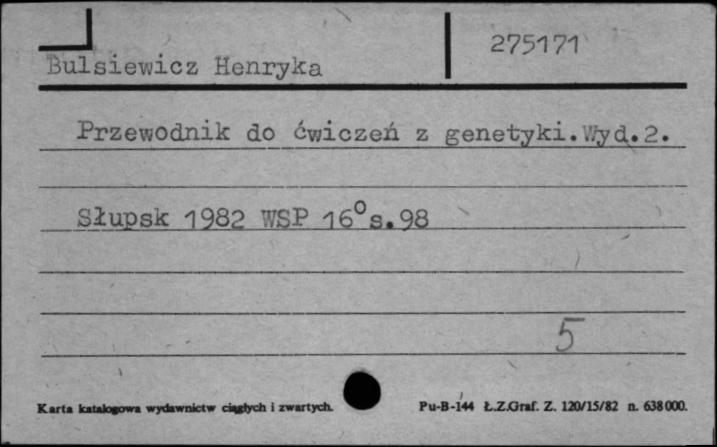 275171
Bulsiewicz Henryka
Przewodnik do ćwiczeń z genetyki.Wyd.2.
Słupsk 1982 WSP 16° s.98
5
Karta katalogowa wydawnictw ciągłych i zwartych. Pu-B-144 Ł.Z.Graf. Z. 120/15/82 n. 638000.